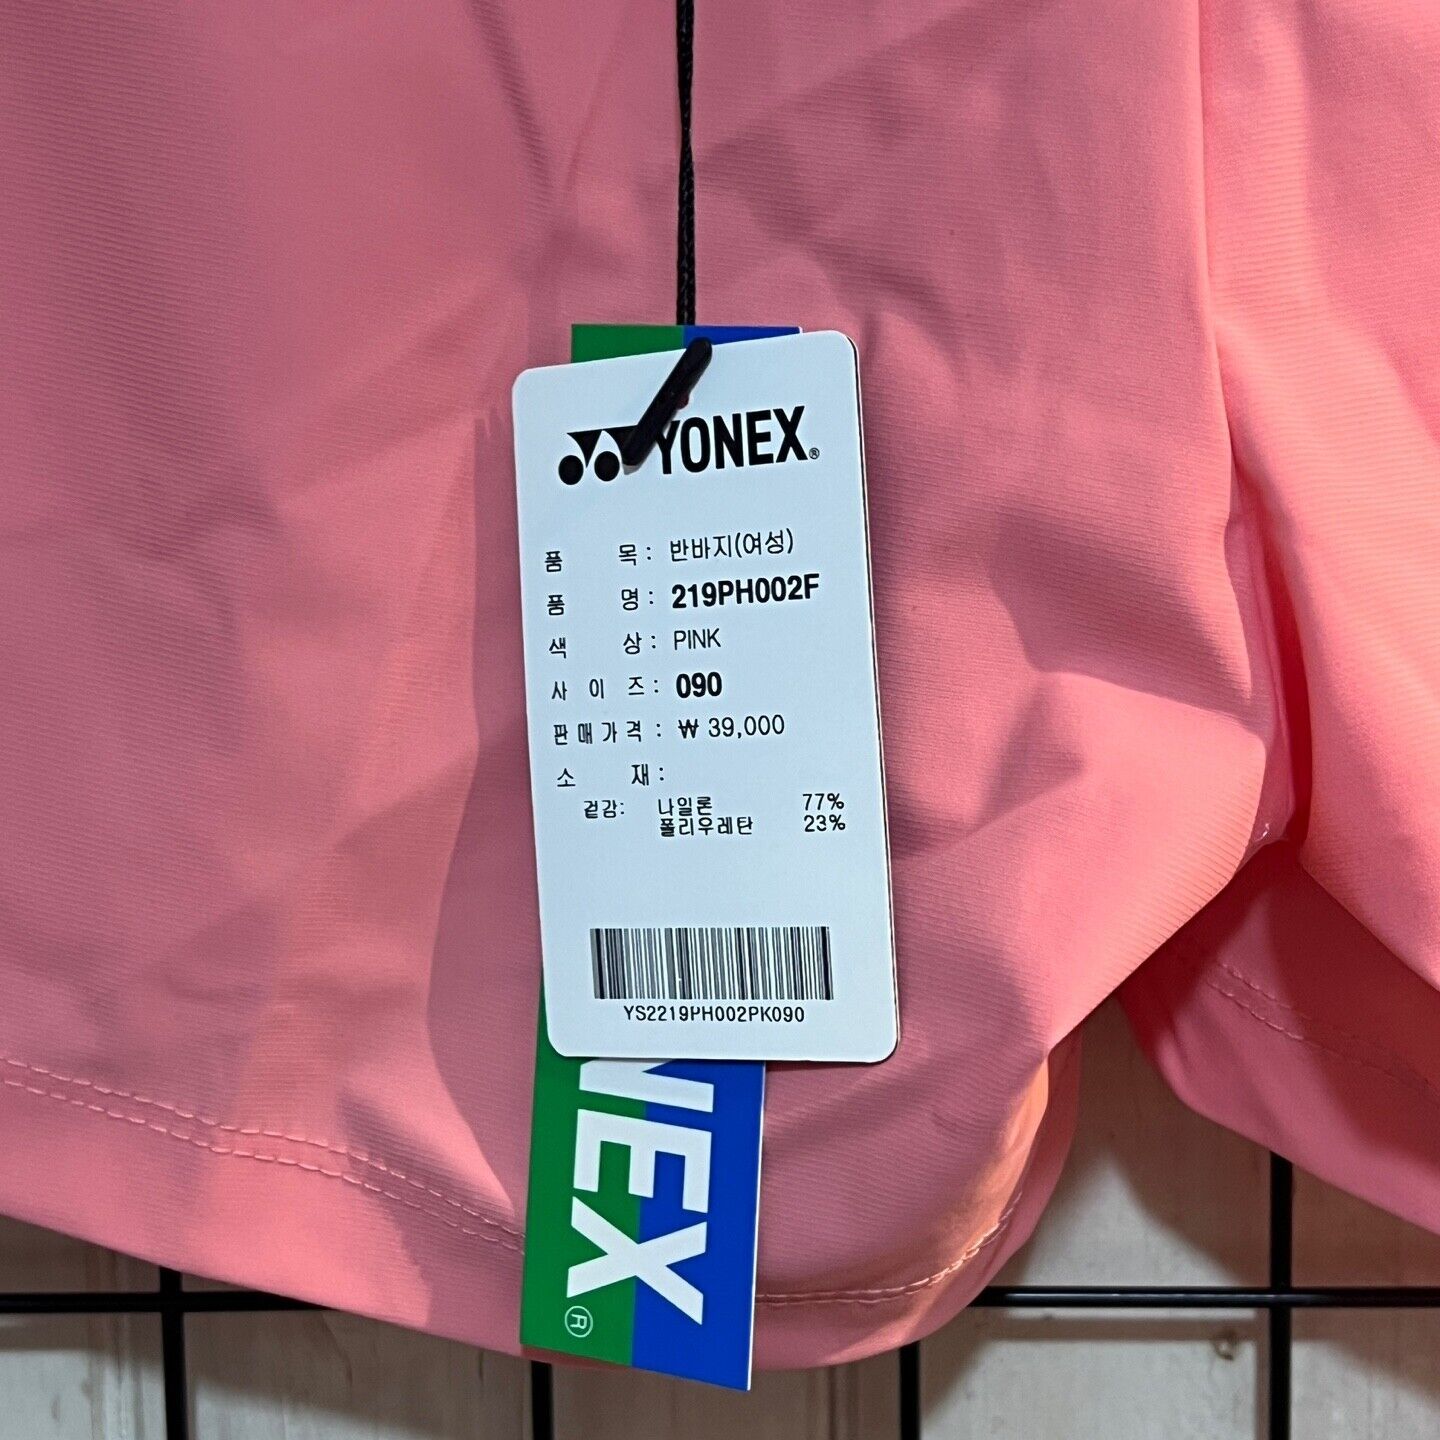 YONEX®
품 목 : 반바지(여성)
품 명 : 219PH002F
색 상 : PINK
사 이 즈 : 090
판 매 가 격 : ₩ 39,000
소 재 :
겉감: 나일론 77%
폴리우레탄 23%
YS2219PH002PK090
NEX®